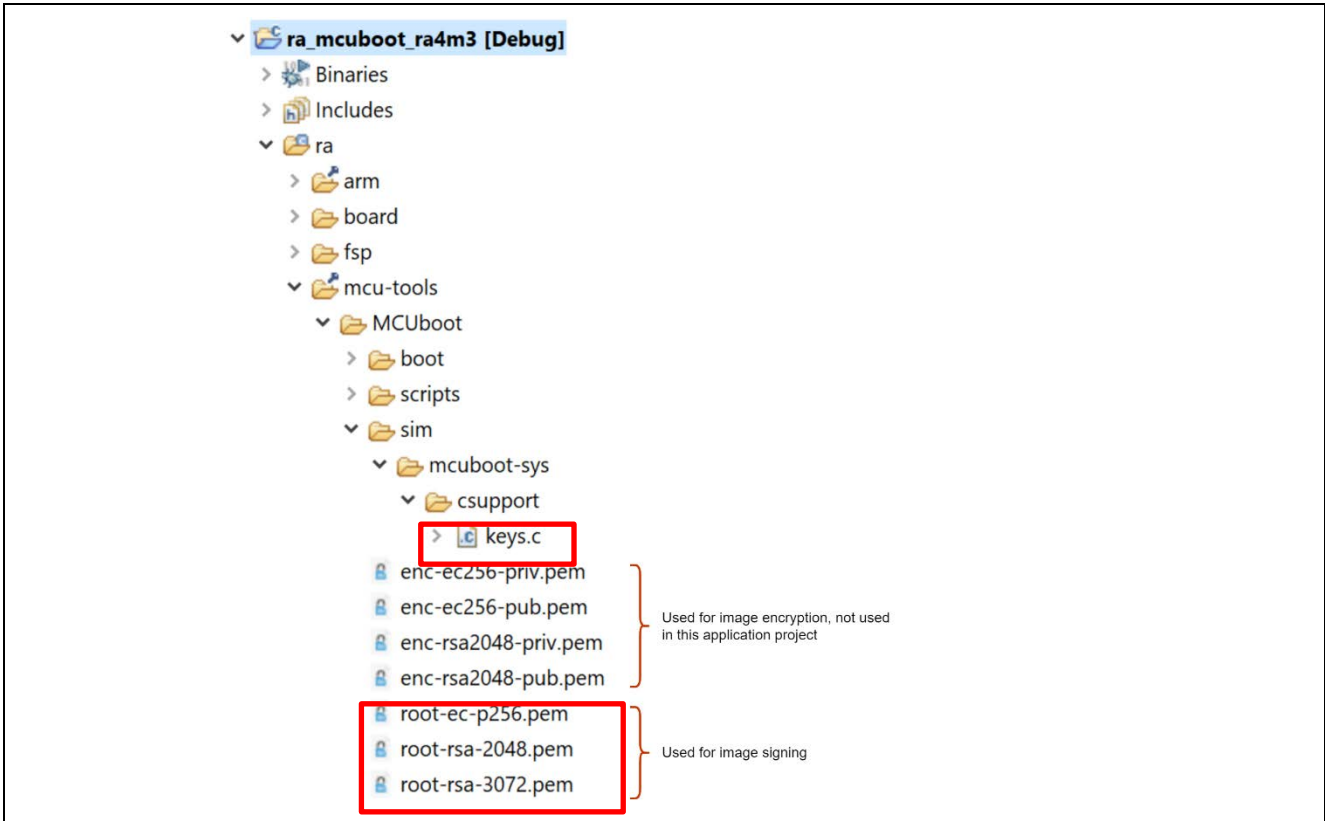 ra_mcuboot_ra4m3 [Debug]
Binaries
Includes
ra
arm
board
fsp
mcu-tools
MCUboot
boot
scripts
sim
mcuboot-sys
csupport
keys.c
enc-ec256-priv.pem
enc-ec256-pub.pem
enc-rsa2048-priv.pem
enc-rsa2048-pub.pem
Used for image encryption, not used
in this application project
root-ec-p256.pem
root-rsa-2048.pem
root-rsa-3072.pem
Used for image signing